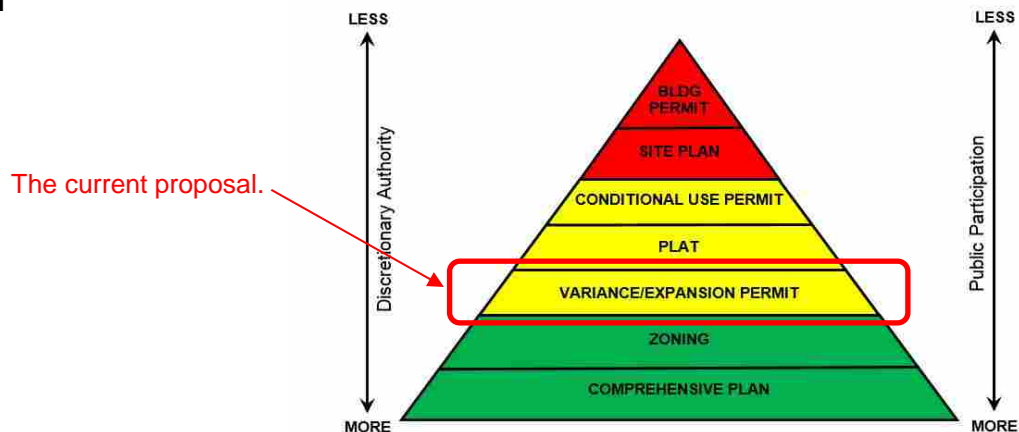 LESS
LESS
BLDG
PERMIT
SITE PLAN
Discretionary Authority
Public Participation
The current proposal.
CONDITIONAL USE PERMIT
PLAT
VARIANCE/EXPANSION PERMIT
ZONING
COMPREHENSIVE PLAN
MORE
MORE